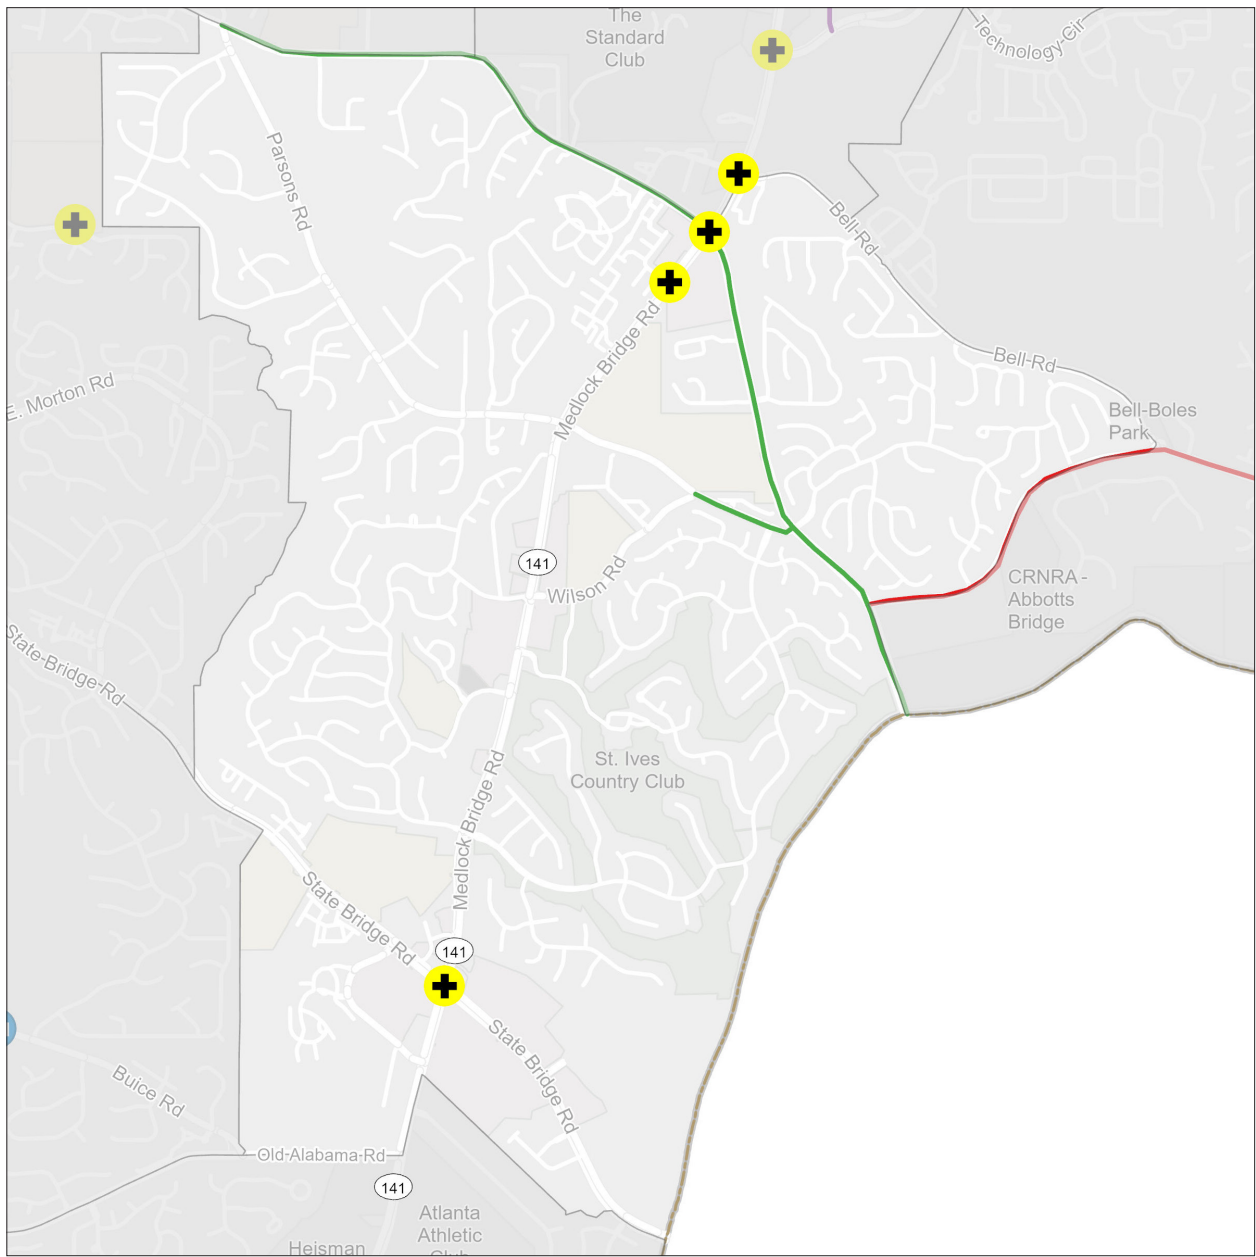 The
Standard
Club
Technology-Cir
Parsons Rd
Bell-Rd
Medlock Bridge Rd
Bell-Rd
E. Morton Rd
Bell-Boles
Park
141
Wilson Rd
CRNRA -
Abbotts
Bridge
State-Bridge-Rd
St. Ives
Country Club
Medlock Bridge Rd
State Bridge Rd
141
State Bridge Rd
Buice Rd
Old-Alabama-Rd
141
Atlanta
Athletic
Club
Heisman